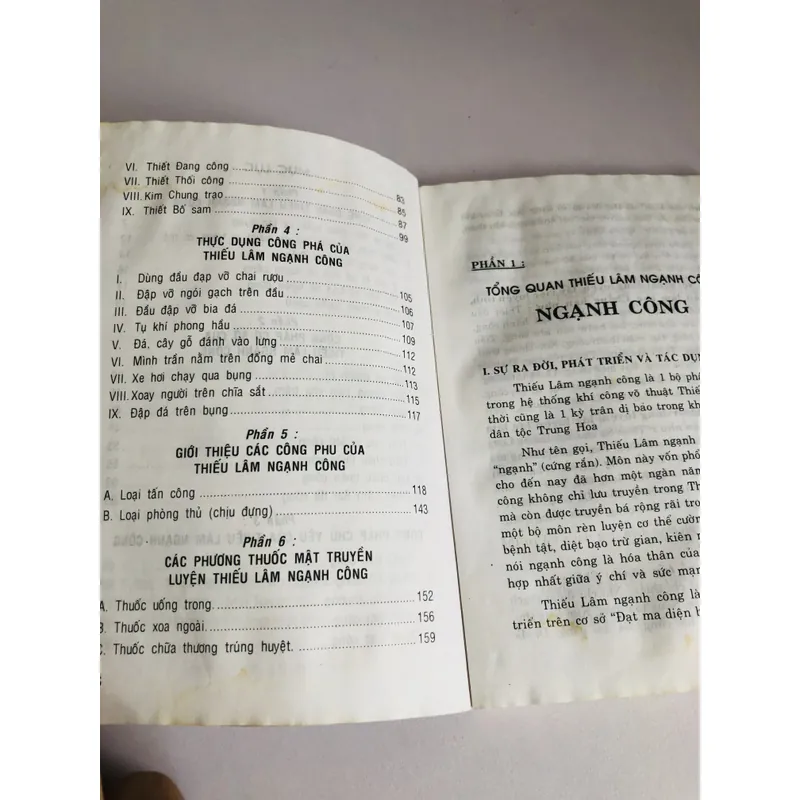 VI. Thiết Đang công
VII. Thiết Thối công 83
VIII. Kim Chung trạo 85
IX. Thiết Bố sam 87
99
Phần 4 :
THỰC DỤNG CÔNG PHÁ CỦA
THIẾU LÂM NGẠNH CÔNG
I. Dùng đầu đạp vỡ chai rượu
II. Đập vỡ ngói gạch trên đầu 105
III. Đầu đập vỡ bia đá 106
IV. Tụ khí phong hầu 107
V. Đá, cây gỗ đánh vào lưng 109
VI. Mình trần nằm trên đống mẻ chai 112
VII. Xe hơi chạy qua bụng 112
VIII. Xoay người trên chĩa sắt 113
IX. Đập đá trên bụng 115
117
Phần 5 :
GIỚI THIỆU CÁC CÔNG PHU CỦA
THIẾU LÂM NGẠNH CÔNG
A. Loại tấn công 118
B. Loại phòng thủ (chịu đựng) 143
Phần 6 :
CÁC PHƯƠNG THUỐC MẬT TRUYỀN
LUYỆN THIẾU LÂM NGẠNH CÔNG
A. Thuốc uống trong. 152
B. Thuốc xoa ngoài. 156
C. Thuốc chữa thương trúng huyệt. 159
PHẦN 1 :
TỔNG QUAN THIẾU LÂM NGẠNH CÔ
NGẠNH CÔNG
I. SỰ RA ĐỜI, PHÁT TRIỂN VÀ TÁC DỤN
Thiếu Lâm ngạnh công là 1 bộ ph
trong hệ thống khí công võ thuật Thiế
thời cũng là 1 kỳ trân dị bảo trong kh
dân tộc Trung Hoa
Như tên gọi, Thiếu Lâm ngạnh
"ngạnh" (cứng rắn). Môn này vốn phổ
cho đến nay đã hơn một ngàn năm
công không chỉ lưu truyền trong Th
mà còn được truyền bá rộng rãi tro
một bộ môn rèn luyện cơ thể cườn
bệnh tật, diệt bạo trừ gian, kiên n
nói ngạnh công là hóa thân của
hợp nhất giữa ý chí và sức mạn
Thiếu Lâm ngạnh công là
triển trên cơ sở "Đạt ma diện b